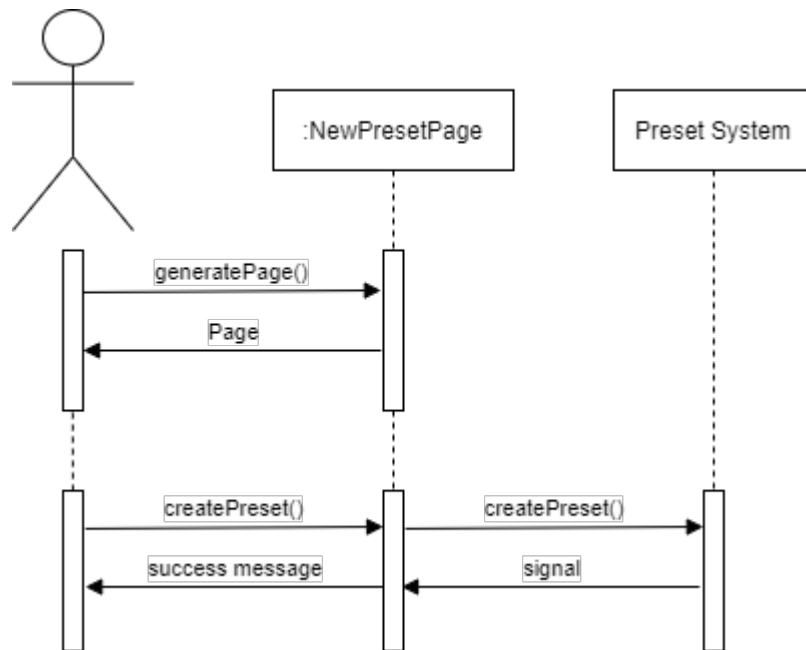 :NewPresetPage
Preset System
generatePage()
Page
createPreset()
createPreset()
success message
signal